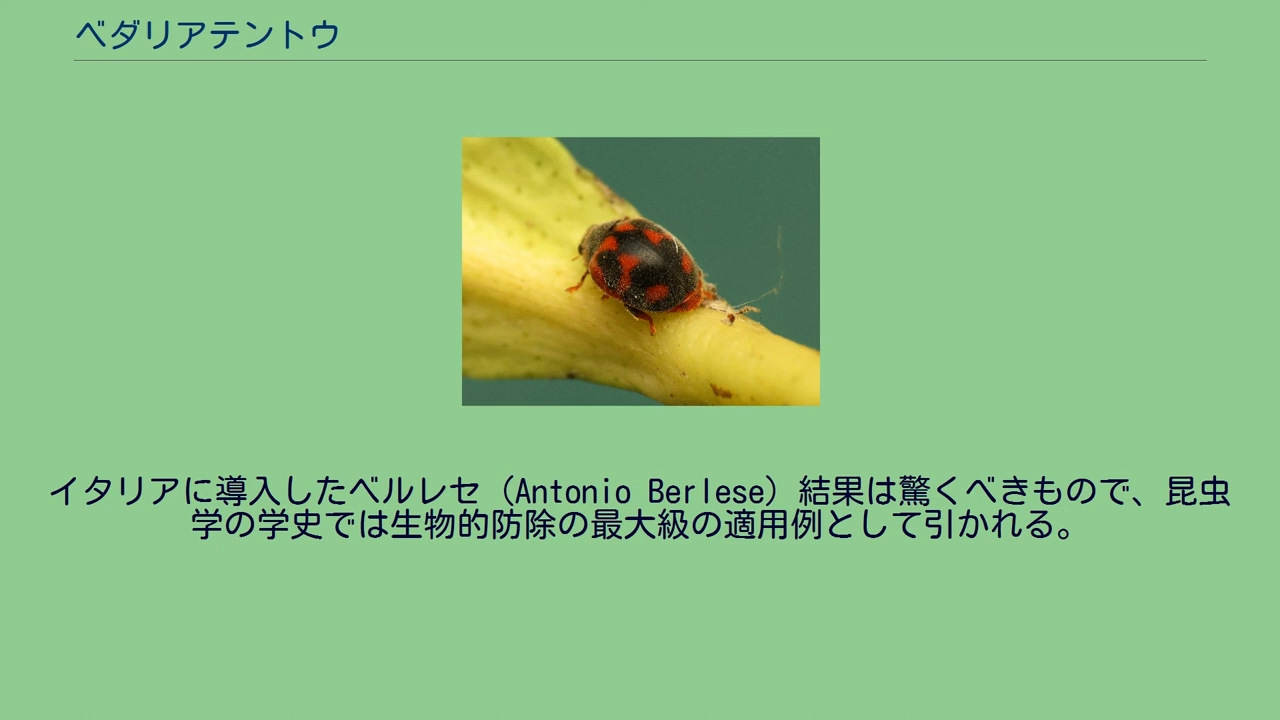 ベダリアテントウ
イタリアに導入したベルレセ（Antonio Berlese）結果は驚くべきもので、昆虫
学の学史では生物的防除の最大級の適用例として引かれる。